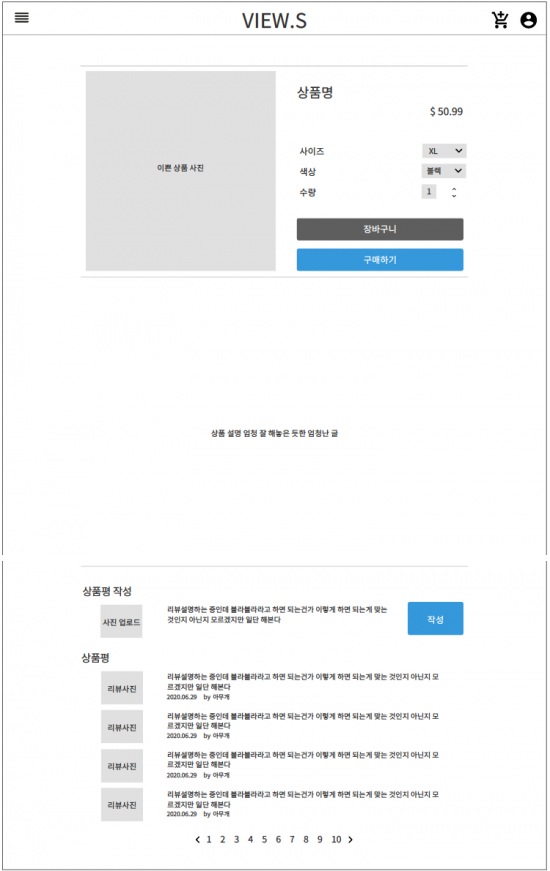 VIEW.S
이쁜 상품 사진
상품명
$ 50.99
사이즈 XL
색상 블랙
수량 1
장바구니
구매하기
상품 설명 엄청 잘 해놓은 듯한 엄청난 글
상품평 작성
사진 업로드
리뷰설명하는 중인데 블라블라라고 하면 되는건가 이렇게 하면 되는게 맞는
것인지 아닌지 모르겠지만 일단 해본다
작성
상품평
리뷰사진
리뷰설명하는 중인데 블라블라라고 하면 되는건가 이렇게 하면 되는게 맞는 것인지 아닌지 모
르겠지만 일단 해본다
2020.06.29 by 아무개
리뷰사진
리뷰설명하는 중인데 블라블라라고 하면 되는건가 이렇게 하면 되는게 맞는 것인지 아닌지 모
르겠지만 일단 해본다
2020.06.29 by 아무개
리뷰사진
리뷰설명하는 중인데 블라블라라고 하면 되는건가 이렇게 하면 되는게 맞는 것인지 아닌지 모
르겠지만 일단 해본다
2020.06.29 by 아무개
리뷰사진
리뷰설명하는 중인데 블라블라라고 하면 되는건가 이렇게 하면 되는게 맞는 것인지 아닌지 모
르겠지만 일단 해본다
2020.06.29 by 아무개
1 2 3 4 5 6 7 8 9 10